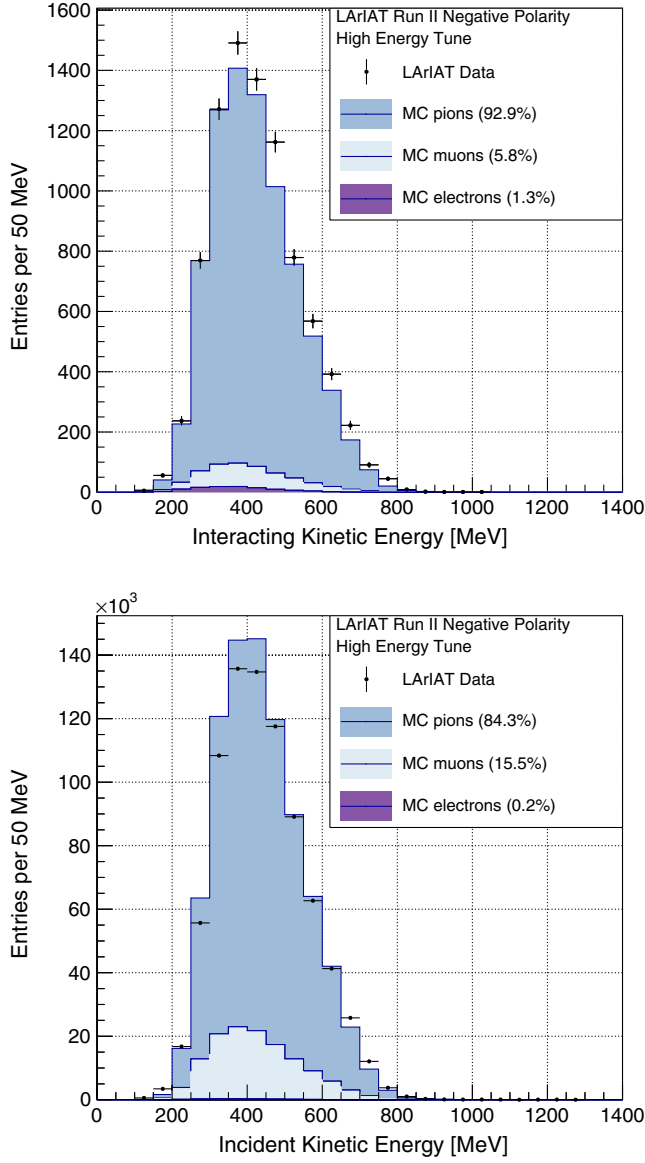 1600
1400
1200
1000
800
600
400
200
0
Entries per 50 MeV
LArIAT Run II Negative Polarity
High Energy Tune
LArIAT Data
MC pions (92.9%)
MC muons (5.8%)
MC electrons (1.3%)
0 200 400 600 800 1000 1200 1400
Interacting Kinetic Energy [MeV]
×10³
140
120
100
80
60
40
20
0
Entries per 50 MeV
LArIAT Run II Negative Polarity
High Energy Tune
LArIAT Data
MC pions (84.3%)
MC muons (15.5%)
MC electrons (0.2%)
0 200 400 600 800 1000 1200 1400
Incident Kinetic Energy [MeV]